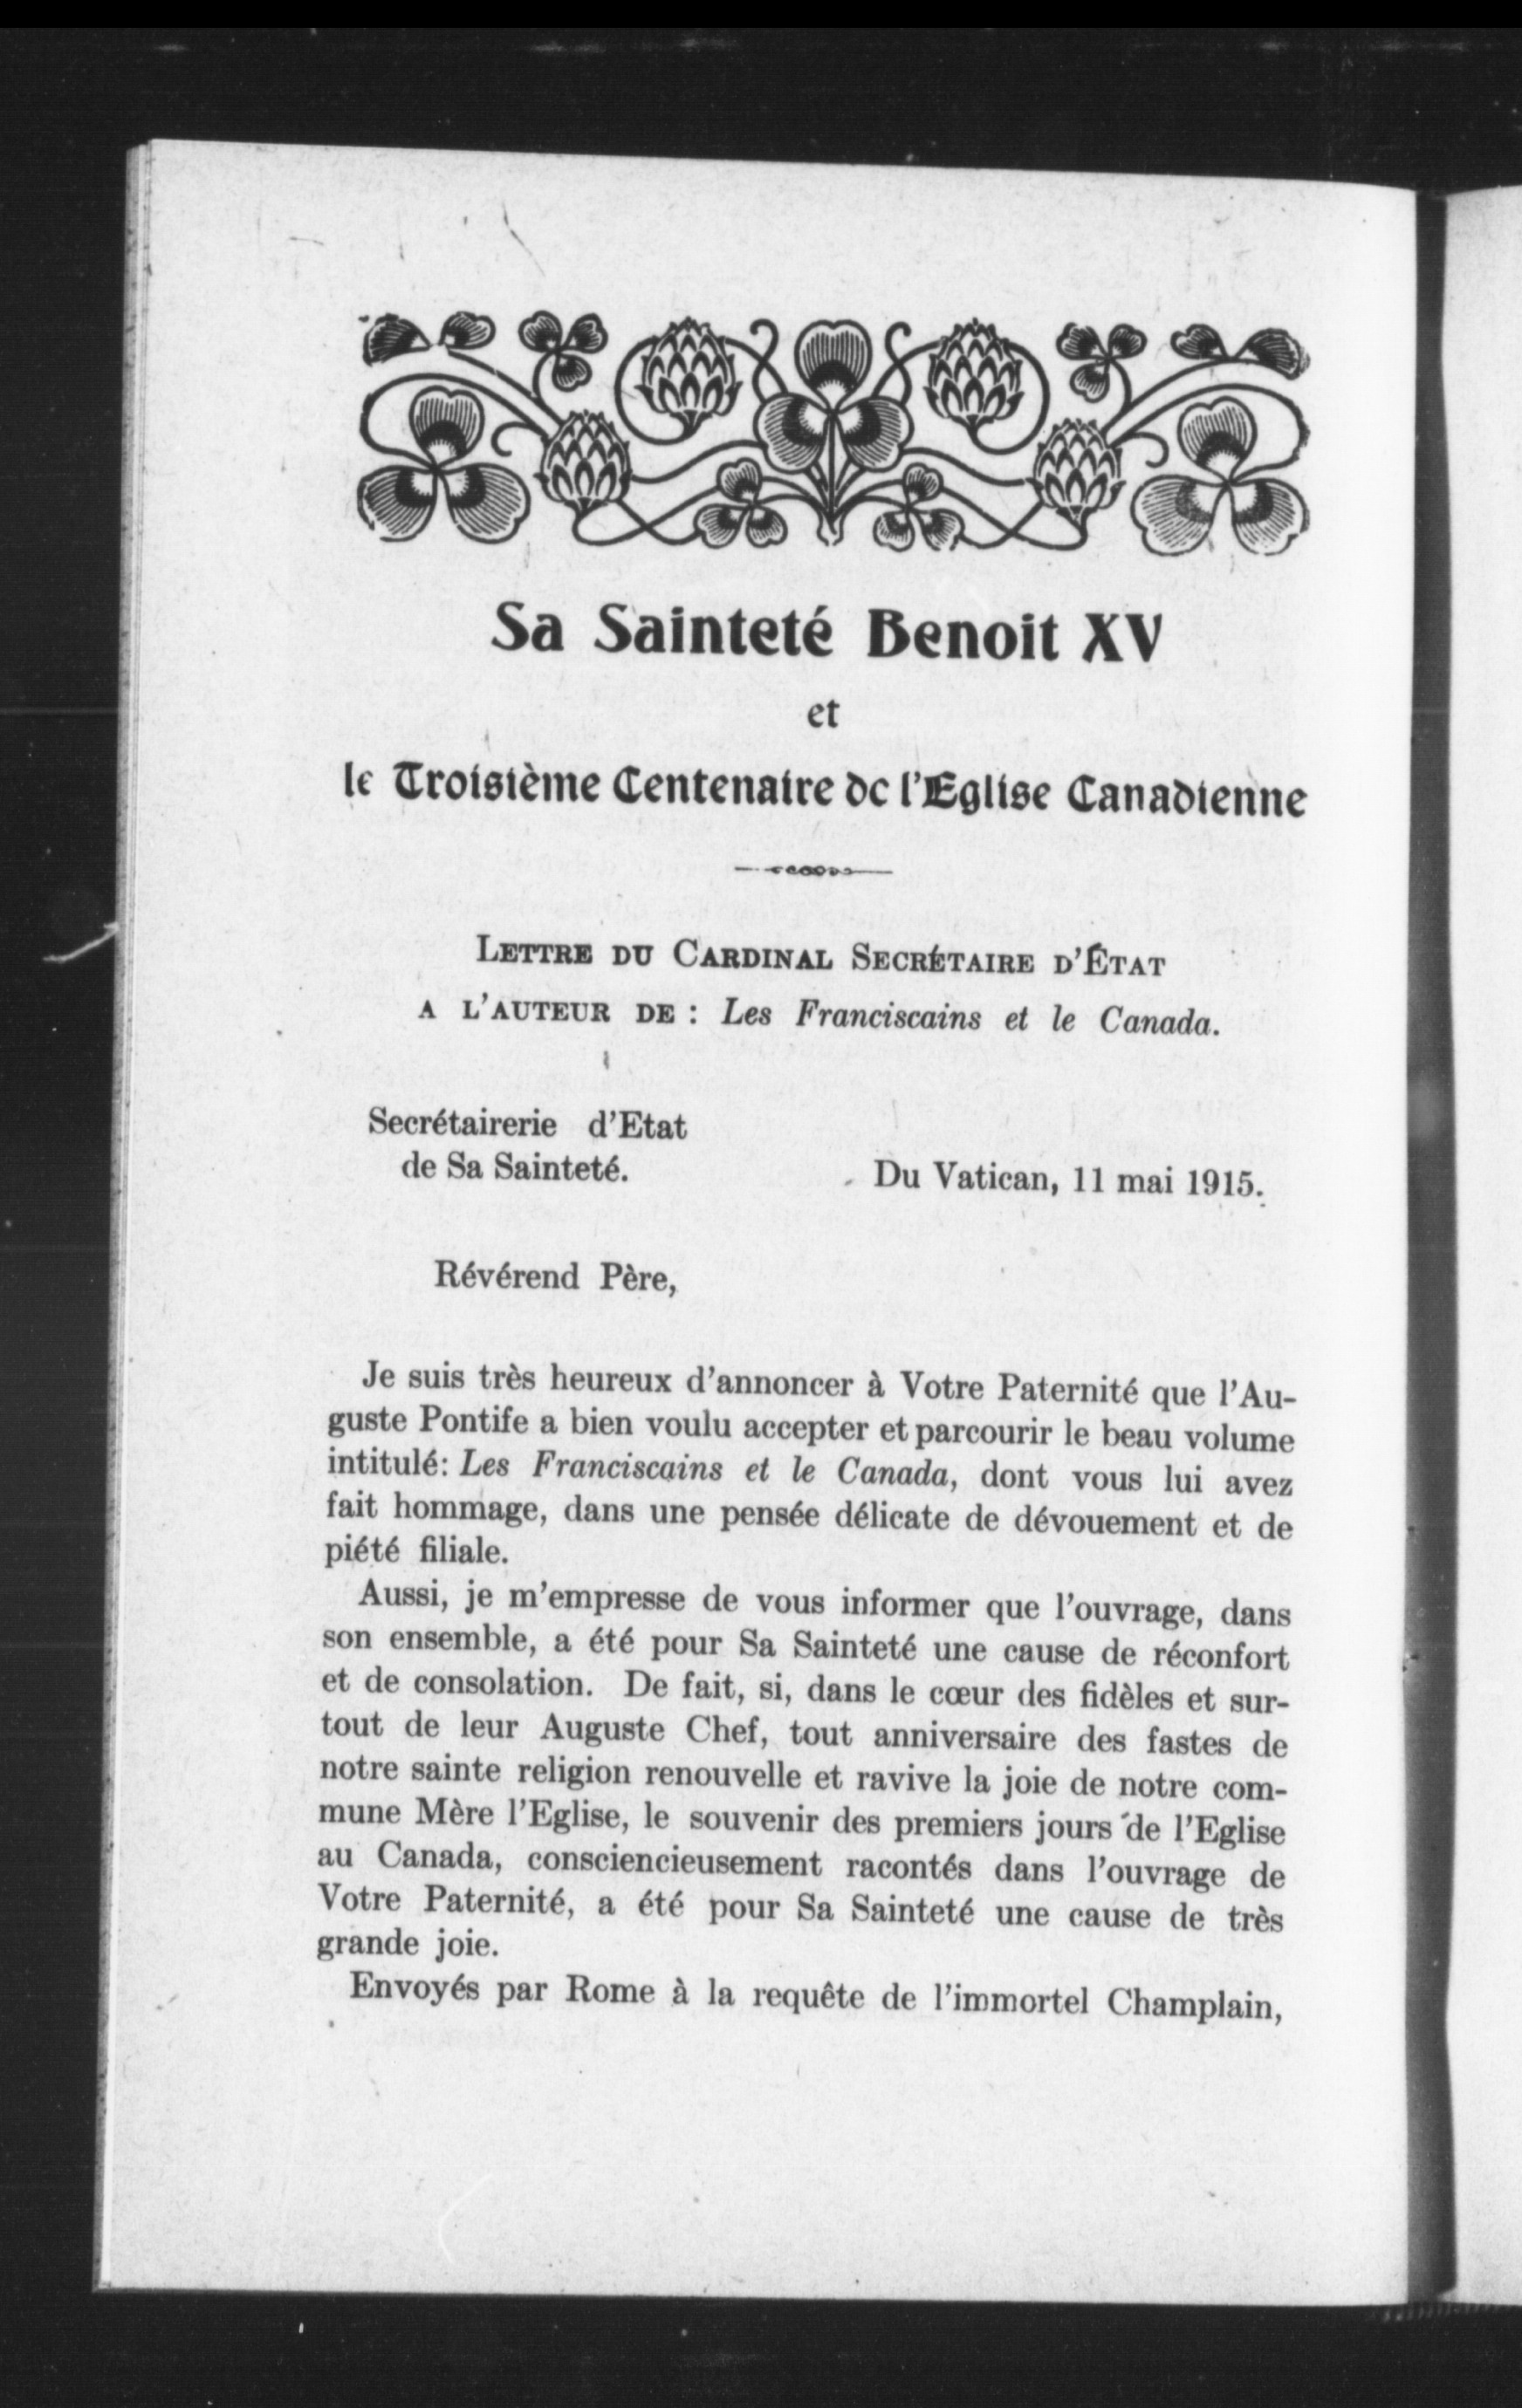 Sa Sainteté Benoit XV
et
le Troisième Centenaire de l'Eglise Canadienne
LETTRE DU CARDINAL SECRÉTAIRE D'ÉTAT
A L'AUTEUR DE : Les Franciscains et le Canada.
Secrétairerie d'Etat
de Sa Sainteté.
Du Vatican, 11 mai 1915.
Révérend Père,
Je suis très heureux d'annoncer à Votre Paternité que l'Au-
guste Pontife a bien voulu accepter et parcourir le beau volume
intitulé: Les Franciscains et le Canada, dont vous lui avez
fait hommage, dans une pensée délicate de dévouement et de
piété filiale.
Aussi, je m'empresse de vous informer que l'ouvrage, dans
son ensemble, a été pour Sa Sainteté une cause de réconfort
et de consolation. De fait, si, dans le cœur des fidèles et sur-
tout de leur Auguste Chef, tout anniversaire des fastes de
notre sainte religion renouvelle et ravive la joie de notre com-
mune Mère l'Eglise, le souvenir des premiers jours de l'Eglise
au Canada, consciencieusement racontés dans l'ouvrage de
Votre Paternité, a été pour Sa Sainteté une cause de très
grande joie.
Envoyés par Rome à la requête de l'immortel Champlain,